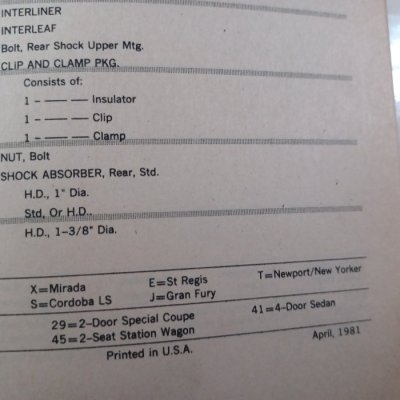 INTERLINER
INTERLEAF
Bolt, Rear Shock Upper Mtg.
CLIP AND CLAMP PKG.
Consists of:
1 - —— - —— Insulator
1 - —— - —— Clip
1 - —— - —— Clamp
NUT, Bolt
SHOCK ABSORBER, Rear, Std.
H.D., 1" Dia.
Std, Or H.D.
H.D., 1-3/8" Dia.
X=Mirada E=St Regis T=Newport/New Yorker
S=Cordoba LS J=Gran Fury
29=2-Door Special Coupe 41=4-Door Sedan
45=2-Seat Station Wagon
Printed in U.S.A. April, 1981